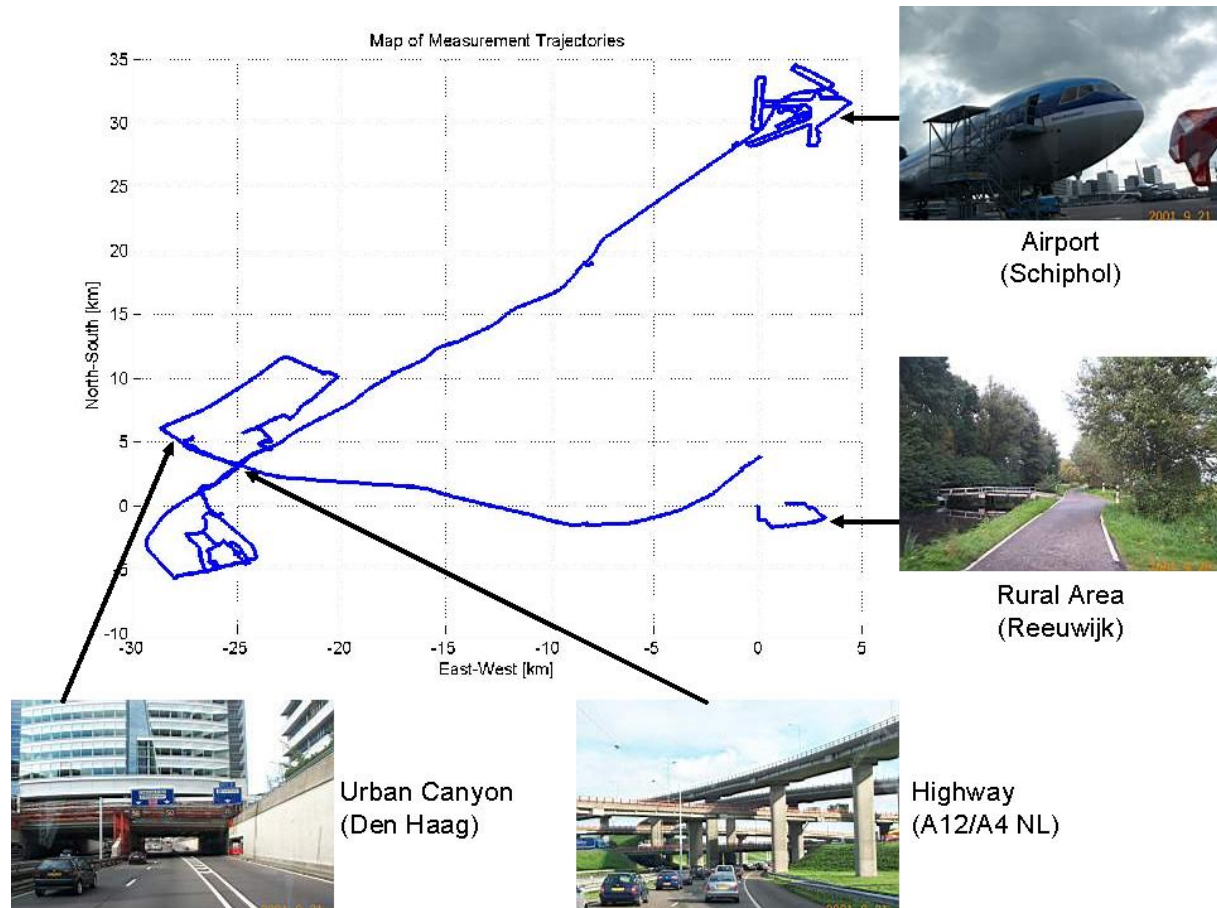 Map of Measurement Trajectories
35
30
25
20
15
10
5
0
-5
-10
North-South [km]
-30
-25
-20
-15
-10
-5
0
5
East-West [km]
2001. 9. 21
Airport
(Schiphol)
Rural Area
(Reeuwijk)
Urban Canyon
(Den Haag)
Highway
(A12/A4 NL)